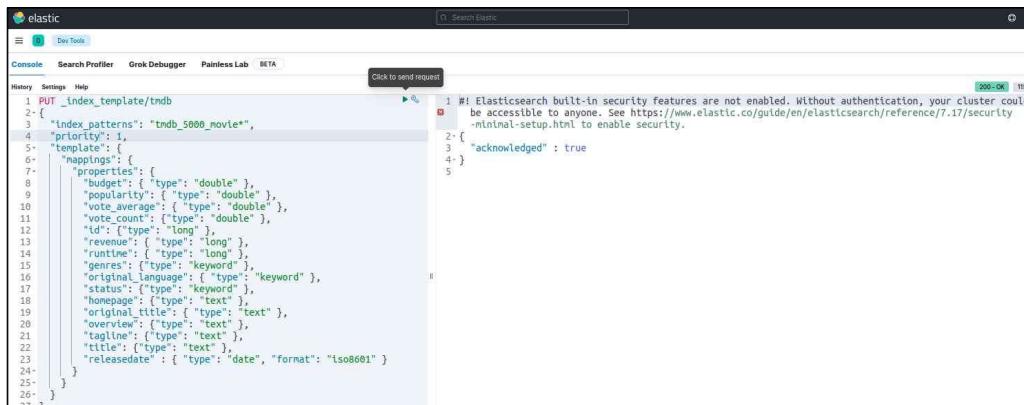 elastic
Search Elastic
D
Dev Tools
Console Search Profiler Grok Debugger Painless Lab BETA
Click to send request
History Settings Help
200 - OK
1 PUT _index_template/tmdb
2 {
3 "index_patterns": "tmdb_5000_movie*",
4 "priority": 1,
5 "template": {
6 "mappings": {
7 "properties": {
8 "budget": { "type": "double" },
9 "popularity": { "type": "double" },
10 "vote_average": { "type": "double" },
11 "vote_count": {"type": "double" },
12 "id": {"type": "long" },
13 "revenue": { "type": "long" },
14 "runtime": { "type": "long" },
15 "genres": {"type": "keyword" },
16 "original_language": { "type": "keyword" },
17 "status": {"type": "keyword" },
18 "homepage": {"type": "text" },
19 "original_title": { "type": "text" },
20 "overview": {"type": "text" },
21 "tagline": {"type": "text" },
22 "title": {"type": "text" },
23 "releasedate" : { "type": "date", "format": "iso8601" }
24 }
25 }
26 }
1 #! Elasticsearch built-in security features are not enabled. Without authentication, your cluster coul
be accessible to anyone. See https://www.elastic.co/guide/en/elasticsearch/reference/7.17/security
-minimal-setup.html to enable security.
2 {
3 "acknowledged" : true
4 }
5